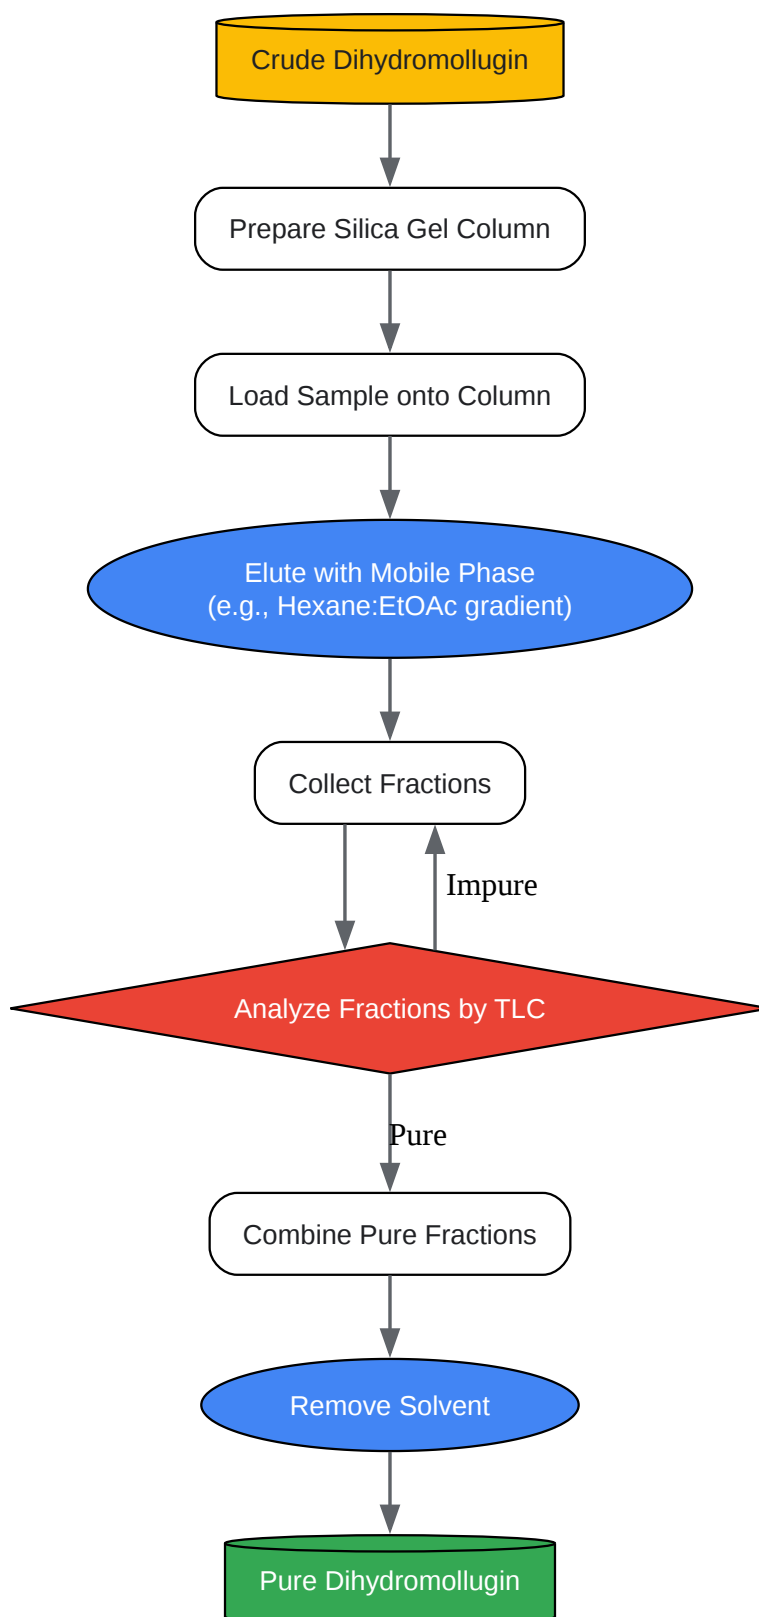 Crude Dihydromollugin
Prepare Silica Gel Column
Load Sample onto Column
Elute with Mobile Phase
(e.g., Hexane:EtOAc gradient)
Collect Fractions
Impure
Analyze Fractions by TLC
Pure
Combine Pure Fractions
Remove Solvent
Pure Dihydromollugin